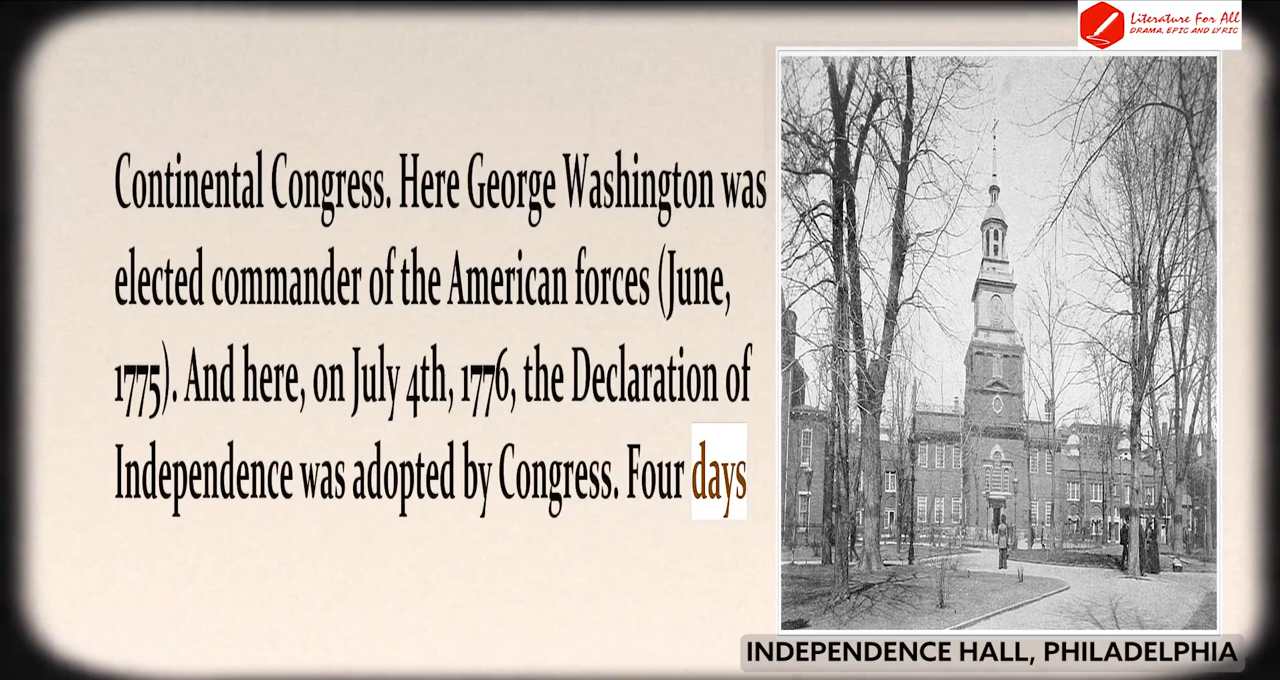 Literature For All
DRAMA, EPIC AND LYRIC
Continental Congress. Here George Washington was
elected commander of the American forces (June,
1775). And here, on July 4th, 1776, the Declaration of
Independence was adopted by Congress. Four days
INDEPENDENCE HALL, PHILADELPHIA